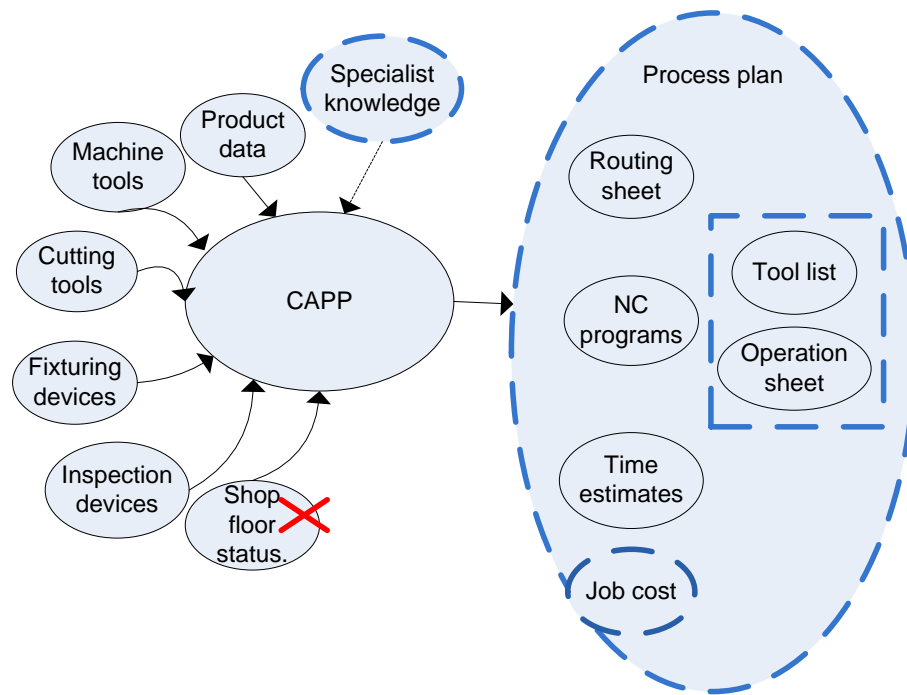 Specialist
knowledge
Process plan
Product
data
Machine
tools
Routing
sheet
Cutting
tools
CAPP
Tool list
NC
programs
Operation
sheet
Fixturing
devices
Inspection
devices
Time
estimates
Shop
floor
status.
Job cost